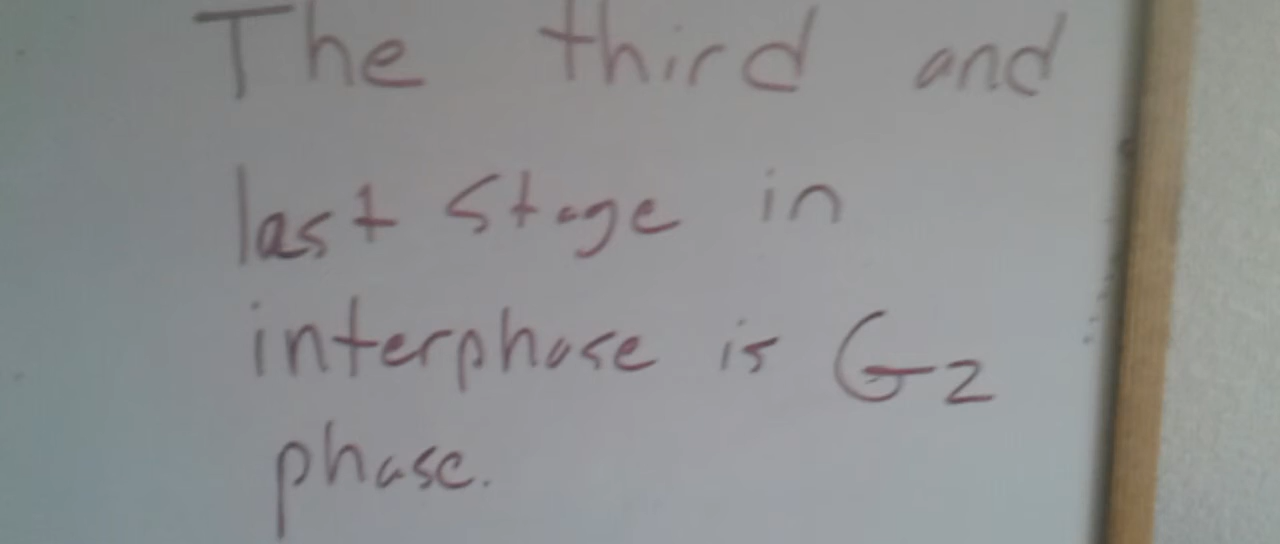 The third and
last stage in
interphase is G2
phase.